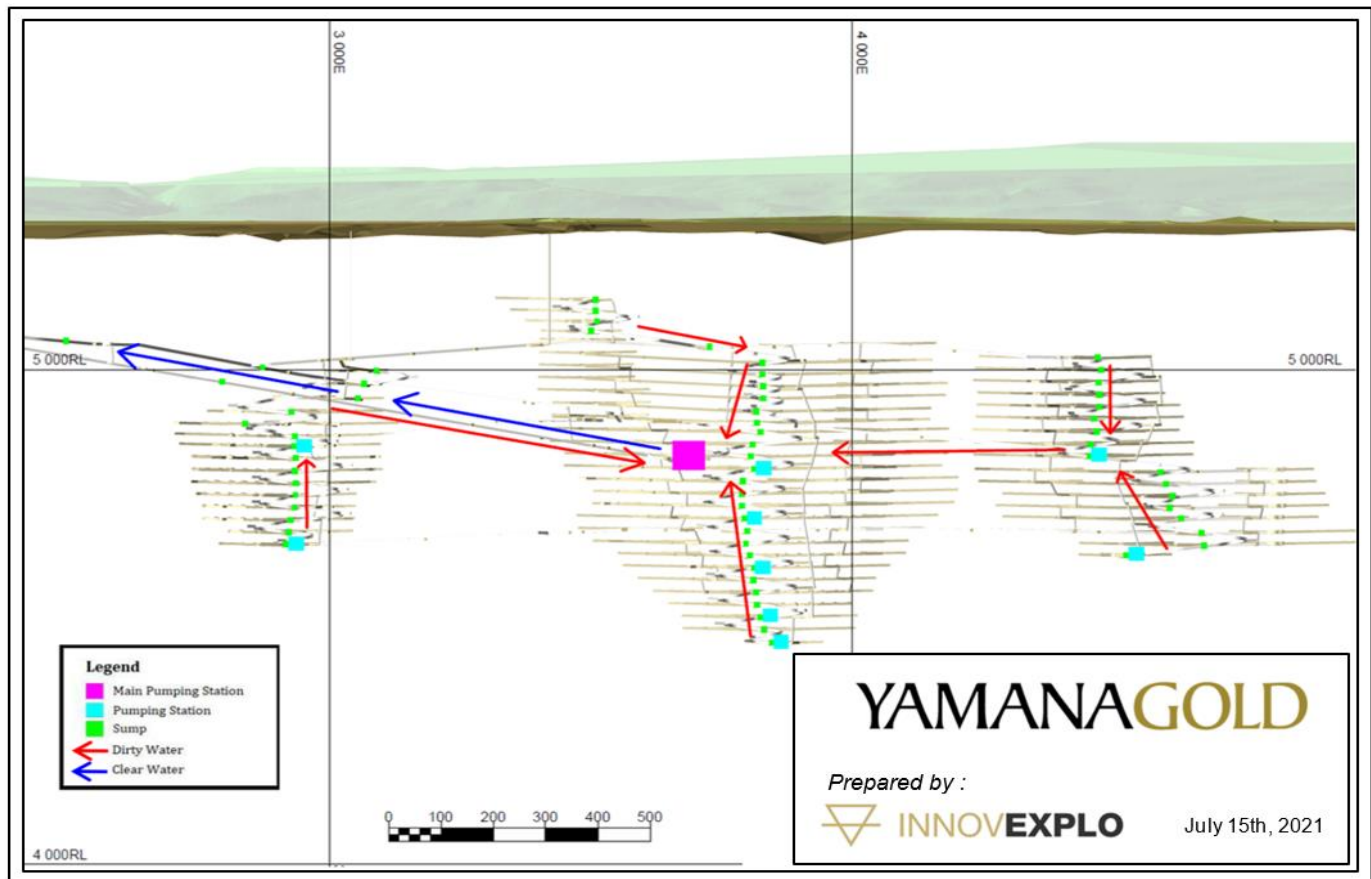 3 000E
4 000E
5 000RL
5 000RL
Legend
Main Pumping Station
Pumping Station
Sump
Dirty Water
Clear Water
0 100 200 300 400 500
4 000RL
YAMANAGOLD
Prepared by :
INNOVEXPLO
July 15th, 2021